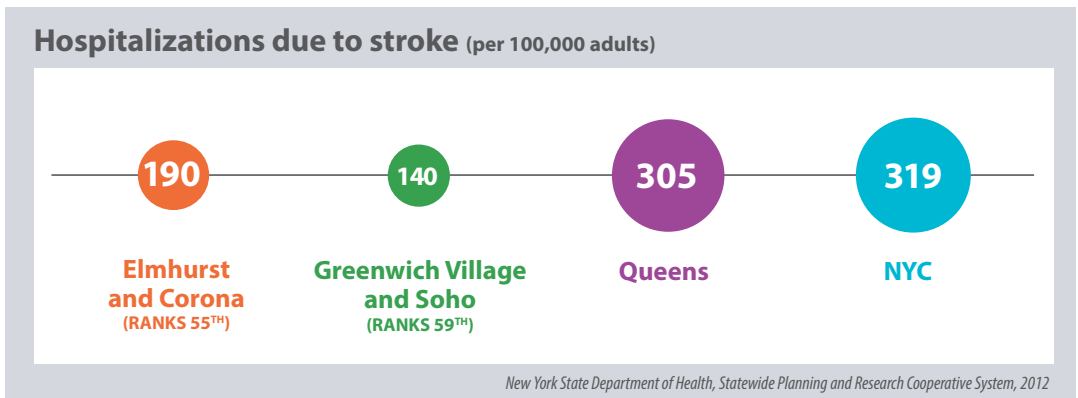 Hospitalizations due to stroke (per 100,000 adults)
190
140
305
319
Elmhurst
and Corona
(RANKS 55TH)
Greenwich Village
and Soho
(RANKS 59TH)
Queens
NYC
New York State Department of Health, Statewide Planning and Research Cooperative System, 2012